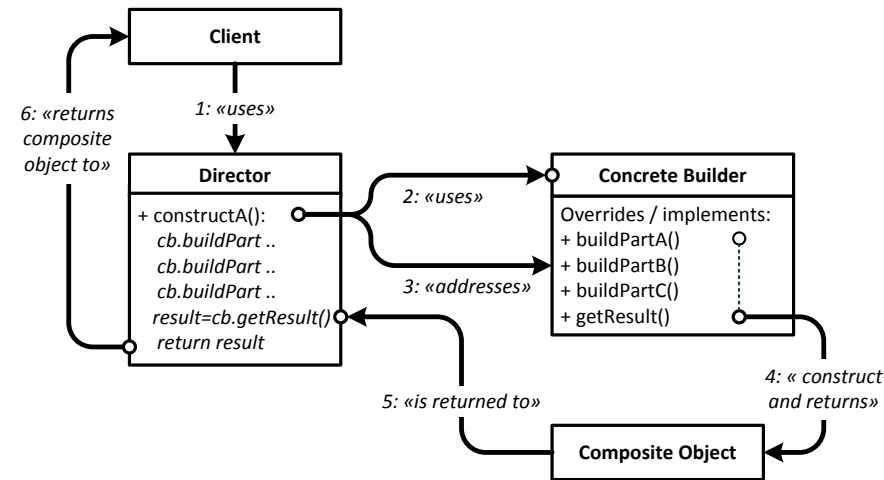 Client
6: «returns
composite
object to»
1: «uses»
Director
+ constructA():
cb.buildPart ..
cb.buildPart ..
cb.buildPart ..
result=cb.getResult()
return result
2: «uses»
3: «addresses»
Concrete Builder
Overrides / implements:
+ buildPartA()
+ buildPartB()
+ buildPartC()
+ getResult()
4: « construct
and returns»
5: «is returned to»
Composite Object